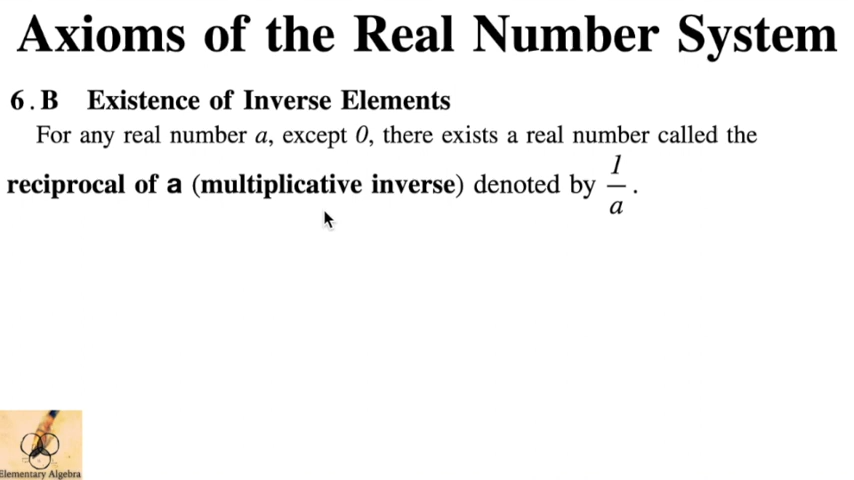 Axioms of the Real Number System
6.B Existence of Inverse Elements
For any real number a, except 0, there exists a real number called the
reciprocal of a (multiplicative inverse) denoted by 1/a.
Elementary Algebra